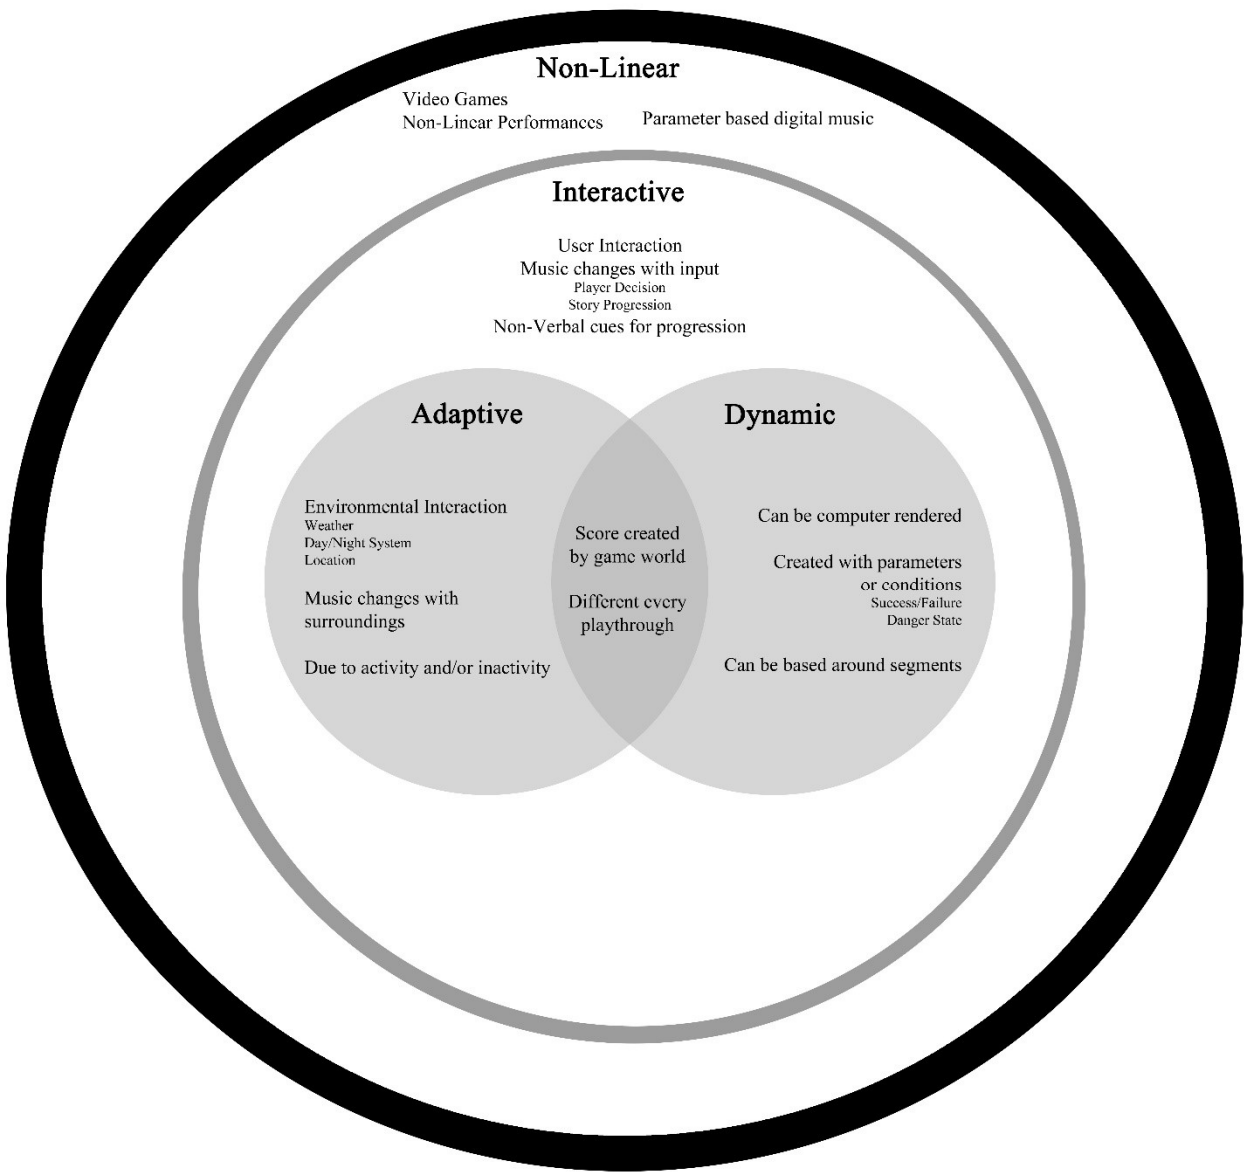 Non-Linear
Video Games
Non-Linear Performances
Parameter based digital music
Interactive
User Interaction
Music changes with input
Player Decision
Story Progression
Non-Verbal cues for progression
Adaptive
Environmental Interaction
Weather
Day/Night System
Location
Music changes with
surroundings
Due to activity and/or inactivity
Score created
by game world
Different every
playthrough
Dynamic
Can be computer rendered
Created with parameters
or conditions
Success/Failure
Danger State
Can be based around segments